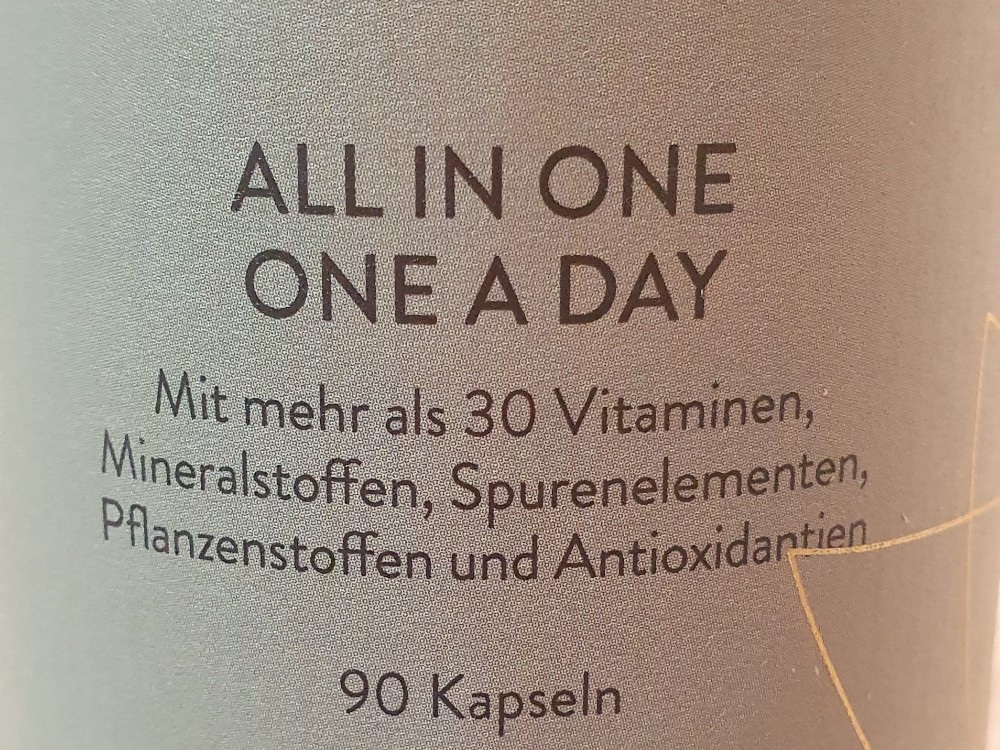 ALL IN ONE
ONE A DAY
Mit mehr als 30 Vitaminen,
Mineralstoffen, Spurenelementen,
Pflanzenstoffen und Antioxidantien
90 Kapseln